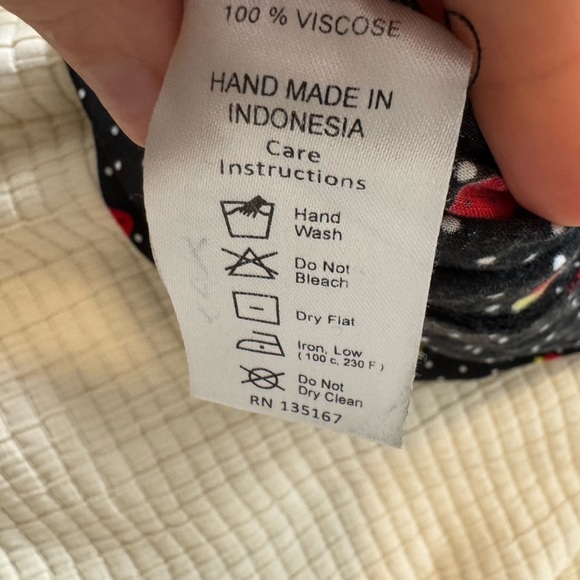 100 % VISCOSE
HAND MADE IN
INDONESIA
Care
Instructions
Hand
Wash
Do Not
Bleach
Dry Flat
Iron, Low
( 100 c, 230 F )
Do Not
Dry Clean
RN 135167